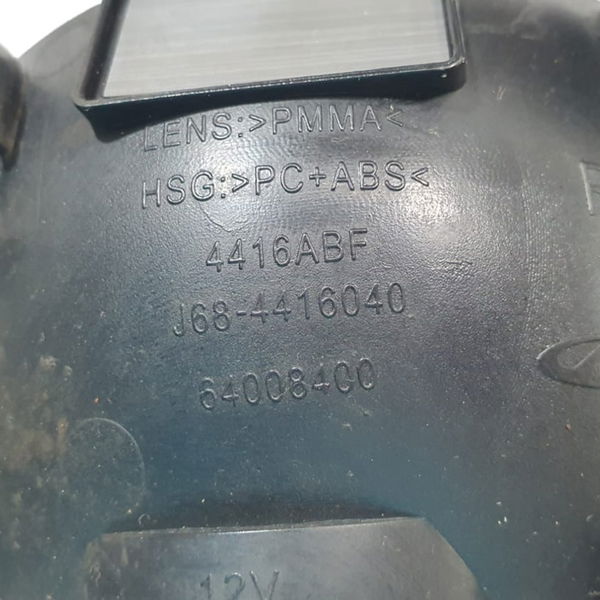 LENS:>PMMA<
HSG:>PC+ABS<
4416ABF
J68-4416040
64008400
12V